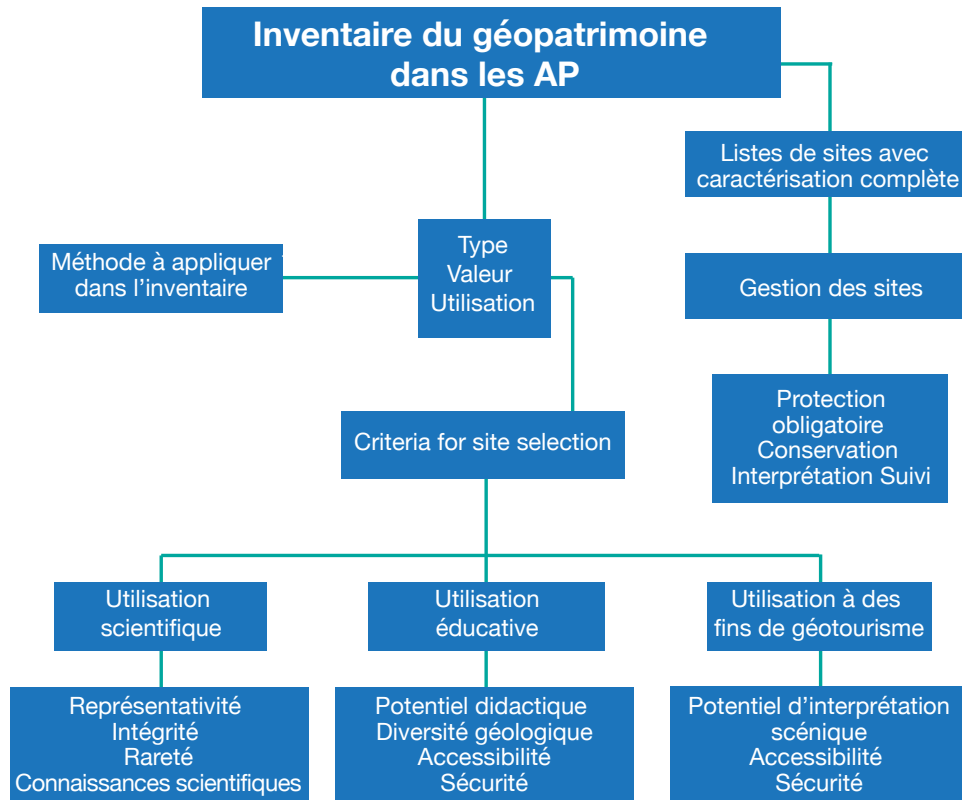 Inventaire du géopatrimoine
dans les AP
Listes de sites avec
caractérisation complète
Type
Valeur
Utilisation
Méthode à appliquer
dans l'inventaire
Gestion des sites
Protection
obligatoire
Conservation
Interprétation Suivi
Criteria for site selection
Utilisation
scientifique
Utilisation
éducative
Utilisation à des
fins de géotourisme
Représentativité
Intégrité
Rareté
Connaissances scientifiques
Potentiel didactique
Diversité géologique
Accessibilité
Sécurité
Potentiel d'interprétation
scénique
Accessibilité
Sécurité